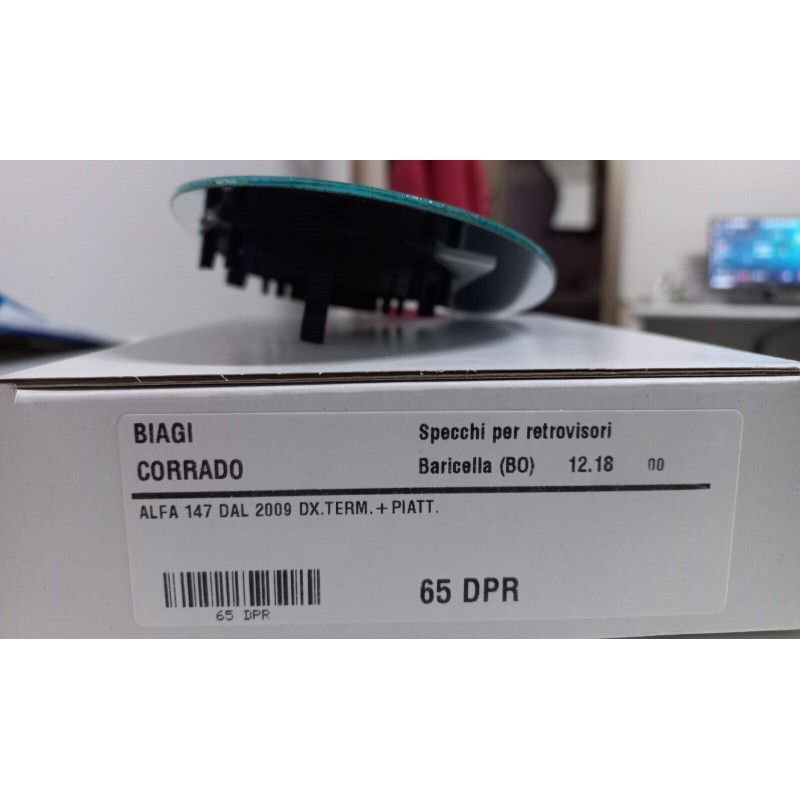 BIAGI Specchi per retrovisori
CORRADO Baricella (BO) 12.18 00
ALFA 147 DAL 2009 DX.TERM.+PIATT.
65 DPR
65 DPR